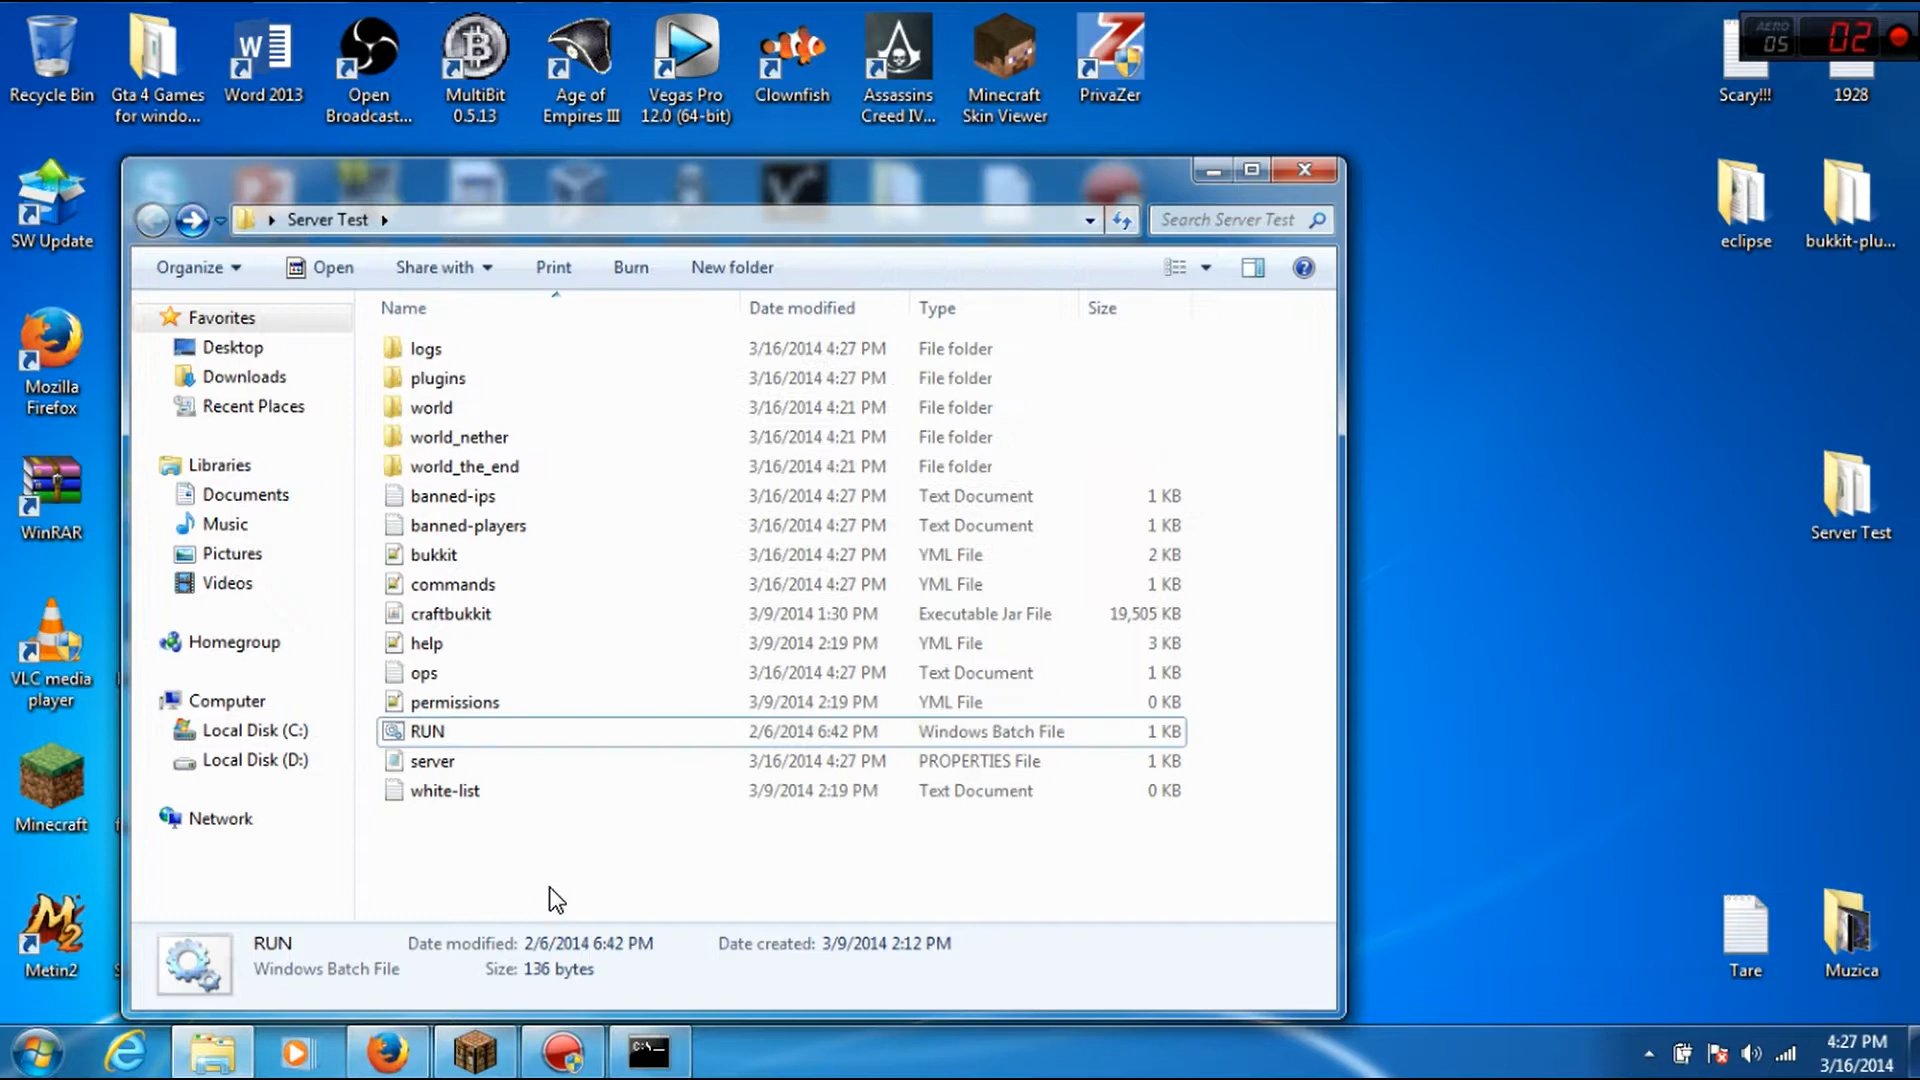 Recycle Bin
Gta 4 Games
for windo...
Word 2013
Open
Broadcast...
MultiBit
0.5.13
Age of
Empires III
Vegas Pro
12.0 (64-bit)
Clownfish
Assassins
Creed IV...
Minecraft
Skin Viewer
PrivaZer
Scary!!!
1928
AERO
05
02
SW Update
eclipse
bukkit-plu...
Mozilla
Firefox
WinRAR
VLC media
player
Minecraft
Metin2
Server Test
Tare
Muzica
Server Test
Search Server Test
Organize
Open
Share with
Print
Burn
New folder
Favorites
Desktop
Downloads
Recent Places
Libraries
Documents
Music
Pictures
Videos
Homegroup
Computer
Local Disk (C:)
Local Disk (D:)
Network
Name Date modified Type Size
logs 3/16/2014 4:27 PM File folder
plugins 3/16/2014 4:27 PM File folder
world 3/16/2014 4:21 PM File folder
world_nether 3/16/2014 4:21 PM File folder
world_the_end 3/16/2014 4:21 PM File folder
banned-ips 3/16/2014 4:27 PM Text Document 1 KB
banned-players 3/16/2014 4:27 PM Text Document 1 KB
bukkit 3/16/2014 4:27 PM YML File 2 KB
commands 3/16/2014 4:27 PM YML File 1 KB
craftbukkit 3/9/2014 1:30 PM Executable Jar File 19,505 KB
help 3/9/2014 2:19 PM YML File 3 KB
ops 3/16/2014 4:27 PM Text Document 1 KB
permissions 3/9/2014 2:19 PM YML File 0 KB
RUN 2/6/2014 6:42 PM Windows Batch File 1 KB
server 3/16/2014 4:27 PM PROPERTIES File 1 KB
white-list 3/9/2014 2:19 PM Text Document 0 KB
RUN Date modified: 2/6/2014 6:42 PM Date created: 3/9/2014 2:12 PM
Windows Batch File Size: 136 bytes
C:\
4:27 PM
3/16/2014